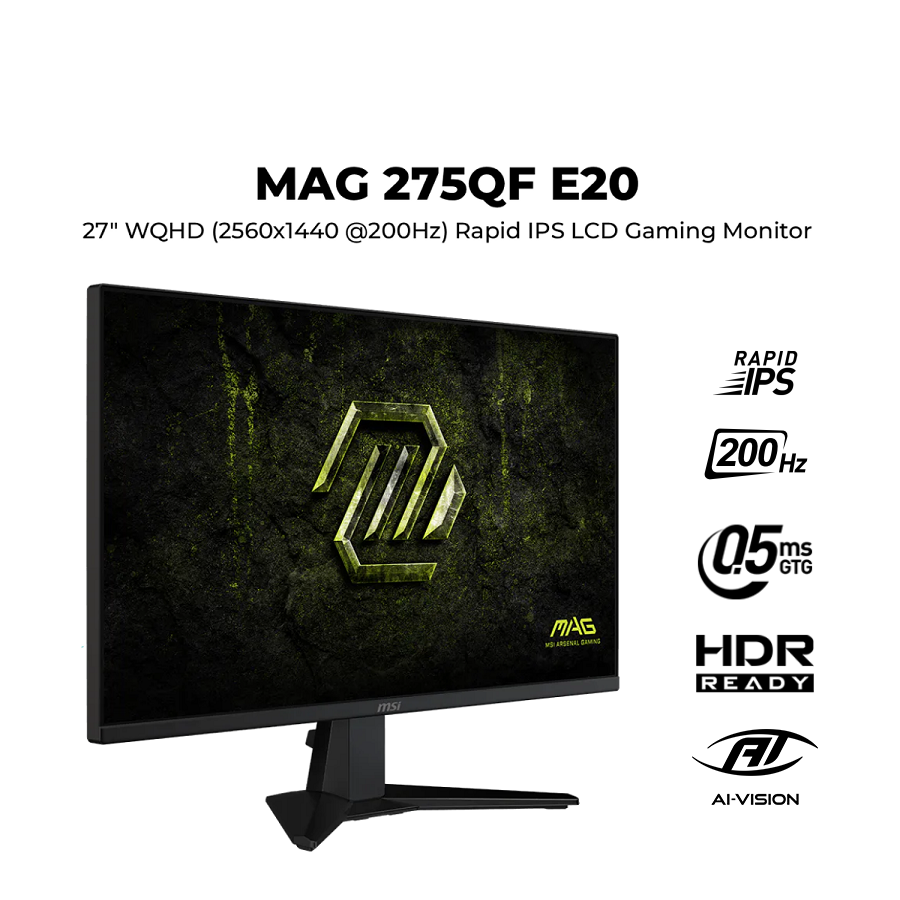 MAG 275QF E20
27" WQHD (2560x1440 @200Hz) Rapid IPS LCD Gaming Monitor
RAPID
IPS
200Hz
0.5ms
GTG
HDR
READY
AI
AI-VISION
MAG
MSI ARSENAL GAMING
msi